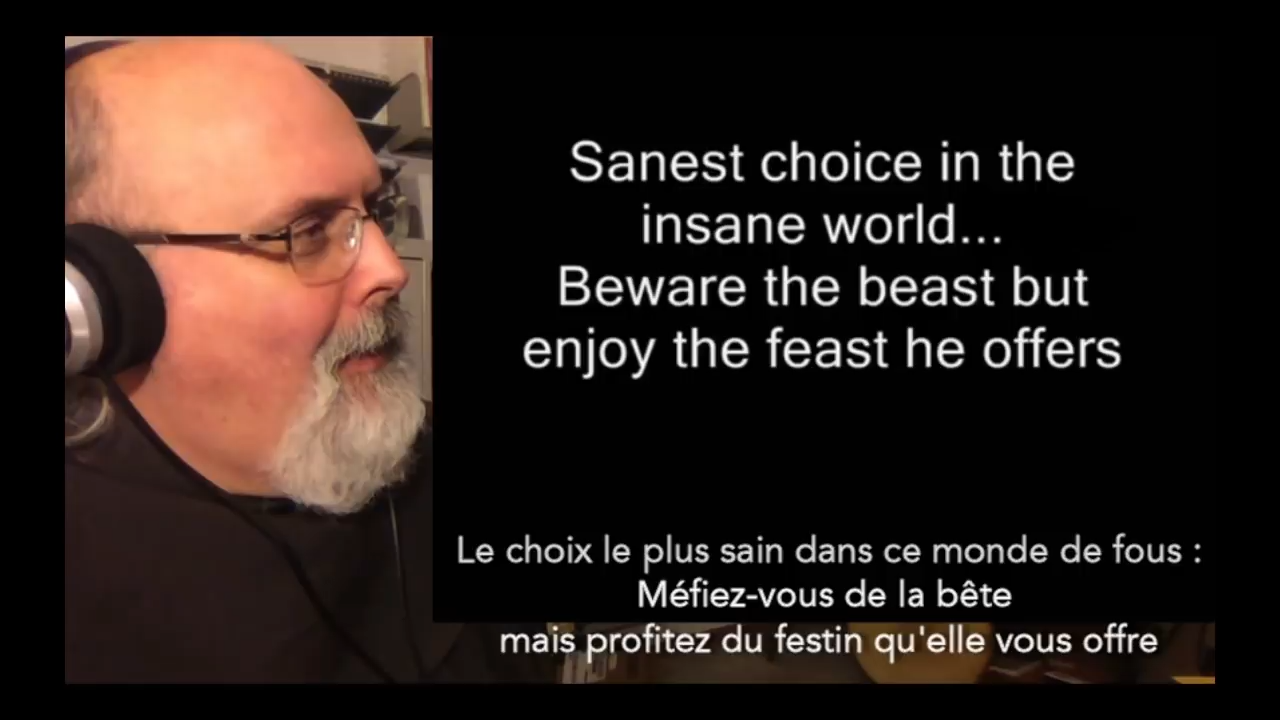 Sanest choice in the
insane world...
Beware the beast but
enjoy the feast he offers
Le choix le plus sain dans ce monde de fous :
Méfiez-vous de la bête
mais profitez du festin qu'elle vous offre